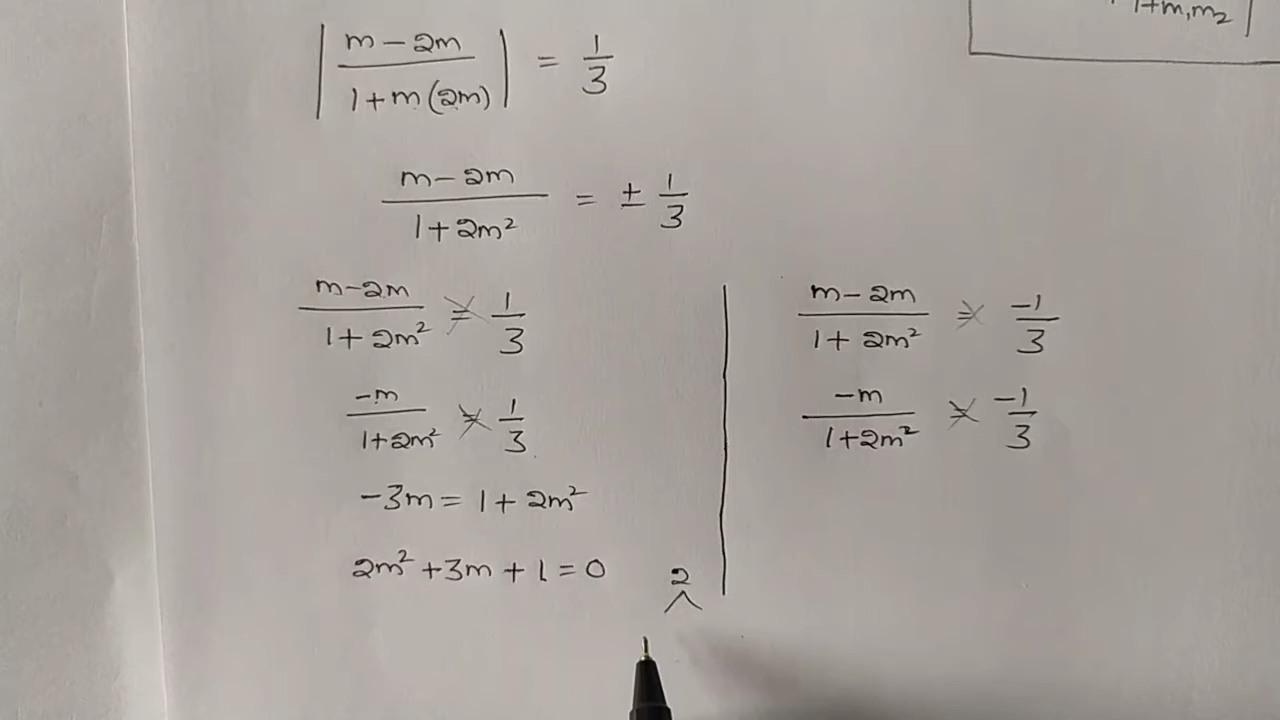 1+m₁m₂
|(m - 2m)/(1 + m(2m))| = 1/3
(m - 2m)/(1 + 2m²) = ± 1/3
(m - 2m)/(1 + 2m²) = 1/3
-m/(1 + 2m²) = 1/3
-3m = 1 + 2m²
2m² + 3m + 1 = 0
2
(m - 2m)/(1 + 2m²) = -1/3
-m/(1 + 2m²) = -1/3